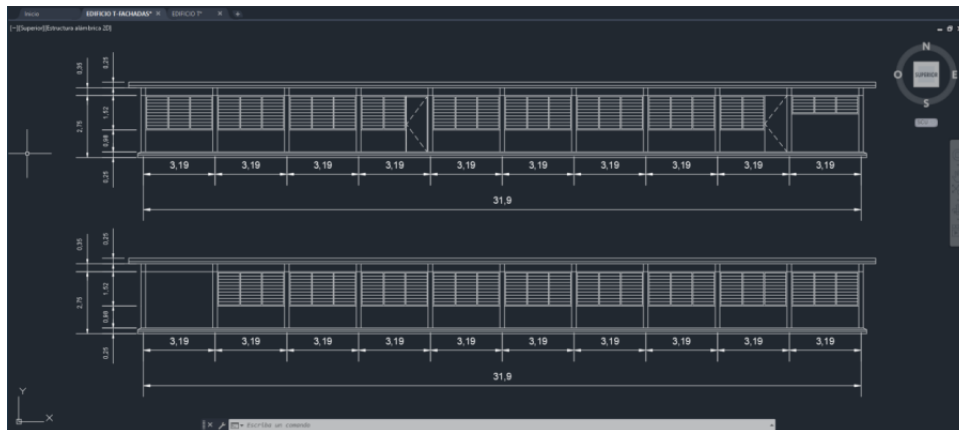 Inicio EDIFICIO T-FACHADAS* EDIFICIO T*
[−][Superior][Estructura alámbrica 2D]
N
O SUPERIOR E
S
0,35 0,25
2,75 1,52
0,98
0,25
3,19 3,19 3,19 3,19 3,19 3,19 3,19 3,19 3,19 3,19
31,9
0,35 0,25
2,75 1,52
0,98
0,25
3,19 3,19 3,19 3,19 3,19 3,19 3,19 3,19 3,19 3,19
31,9
Y
X
Escriba un comando